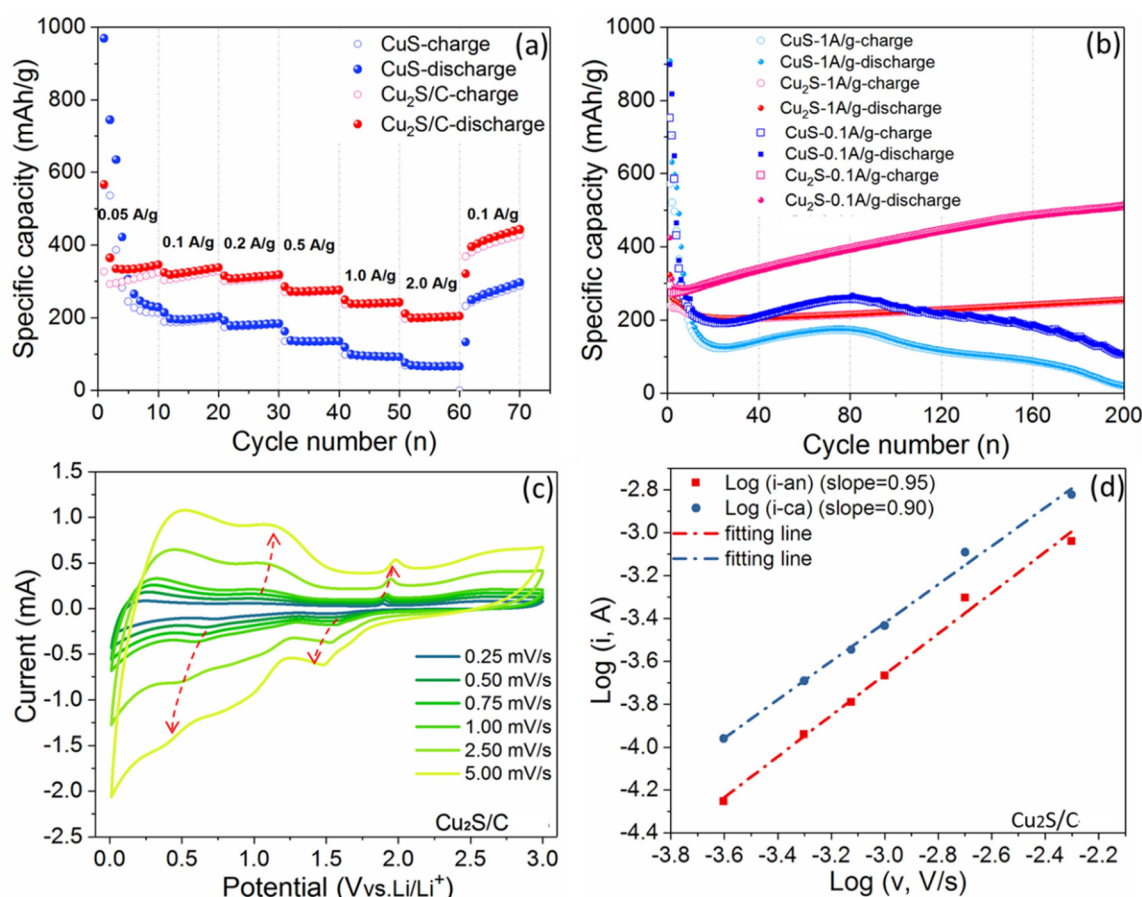 (a)
CuS-charge
CuS-discharge
Cu₂S/C-charge
Cu₂S/C-discharge
0.05 A/g
0.1 A/g
0.2 A/g
0.5 A/g
1.0 A/g
2.0 A/g
0.1 A/g
1000
800
600
400
200
0
Specific capacity (mAh/g)
0 10 20 30 40 50 60 70
Cycle number (n)
(b)
CuS-1A/g-charge
CuS-1A/g-discharge
Cu₂S-1A/g-charge
Cu₂S-1A/g-discharge
CuS-0.1A/g-charge
CuS-0.1A/g-discharge
Cu₂S-0.1A/g-charge
Cu₂S-0.1A/g-discharge
1000
800
600
400
200
0
Specific capacity (mAh/g)
0 40 80 120 160 200
Cycle number (n)
(c)
1.5
1.0
0.5
0.0
-0.5
-1.0
-1.5
-2.0
-2.5
Current (mA)
0.25 mV/s
0.50 mV/s
0.75 mV/s
1.00 mV/s
2.50 mV/s
5.00 mV/s
Cu₂S/C
0.0 0.5 1.0 1.5 2.0 2.5 3.0
Potential (Vvs.Li/Li⁺)
(d)
Log (i-an) (slope=0.95)
Log (i-ca) (slope=0.90)
fitting line
fitting line
-2.8
-3.0
-3.2
-3.4
-3.6
-3.8
-4.0
-4.2
-4.4
Log (i, A)
Cu₂S/C
-3.8 -3.6 -3.4 -3.2 -3.0 -2.8 -2.6 -2.4 -2.2
Log (v, V/s)